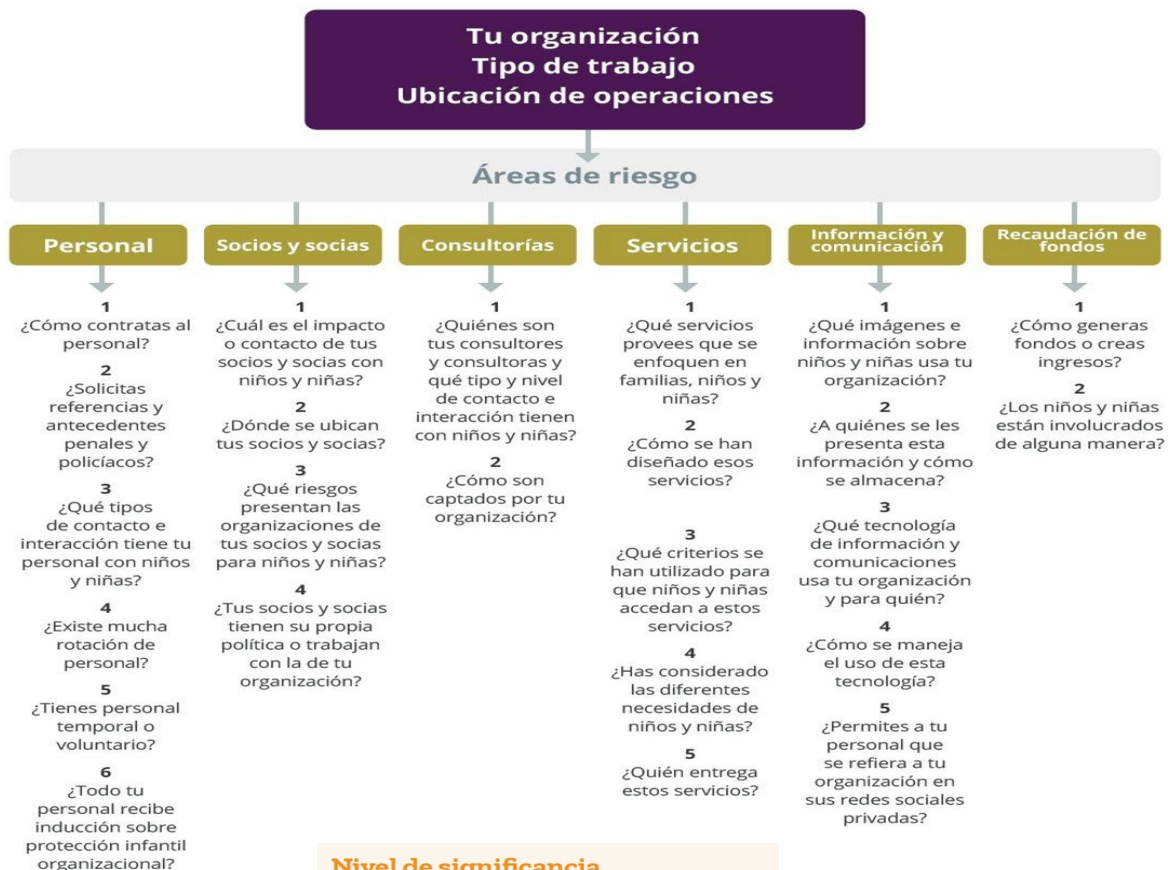 Tu organización
Tipo de trabajo
Ubicación de operaciones
Áreas de riesgo
Personal
1
¿Cómo contratas al
personal?
2
¿Solicitas
referencias y
antecedentes
penales y
policíacos?
3
¿Qué tipos
de contacto e
interacción tiene tu
personal con niños
y niñas?
4
¿Existe mucha
rotación de
personal?
5
¿Tienes personal
temporal o
voluntario?
6
¿Todo tu
personal recibe
inducción sobre
protección infantil
organizacional?
Socios y socias
1
¿Cuál es el impacto
o contacto de tus
socios y socias con
niños y niñas?
2
¿Dónde se ubican
tus socios y socias?
3
¿Qué riesgos
presentan las
organizaciones de
tus socios y socias
para niños y niñas?
4
¿Tus socios y socias
tienen su propia
política o trabajan
con la de tu
organización?
Consultorías
1
¿Quiénes son
tus consultores
y consultoras y
qué tipo y nivel
de contacto e
interacción tienen
con niños y niñas?
2
¿Cómo son
captados por tu
organización?
Servicios
1
¿Qué servicios
provees que se
enfoquen en
familias, niños y
niñas?
2
¿Cómo se han
diseñado esos
servicios?
3
¿Qué criterios se
han utilizado para
que niños y niñas
accedan a estos
servicios?
4
¿Has considerado
las diferentes
necesidades de
niños y niñas?
5
¿Quién entrega
estos servicios?
Información y
comunicación
1
¿Qué imágenes e
información sobre
niños y niñas usa tu
organización?
2
¿A quiénes se les
presenta esta
información y cómo
se almacena?
3
¿Qué tecnología
de información y
comunicaciones
usa tu organización
y para quién?
4
¿Cómo se maneja
el uso de esta
tecnología?
5
¿Permites a tu
personal que
se refiera a tu
organización en
sus redes sociales
privadas?
Recaudación de
fondos
1
¿Cómo generas
fondos o creas
ingresos?
2
¿Los niños y niñas
están involucrados
de alguna manera?
Nivel de significancia